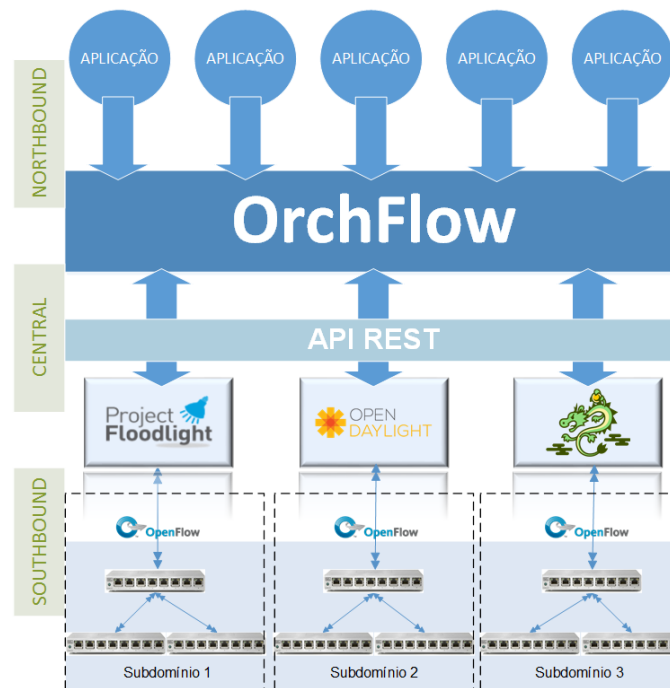 APLICAÇÃO
APLICAÇÃO
APLICAÇÃO
APLICAÇÃO
APLICAÇÃO
NORTHBOUND
OrchFlow
CENTRAL
API REST
Project
Floodlight
OPEN
DAYLIGHT
SOUTHBOUND
OpenFlow
OpenFlow
OpenFlow
Subdomínio 1
Subdomínio 2
Subdomínio 3